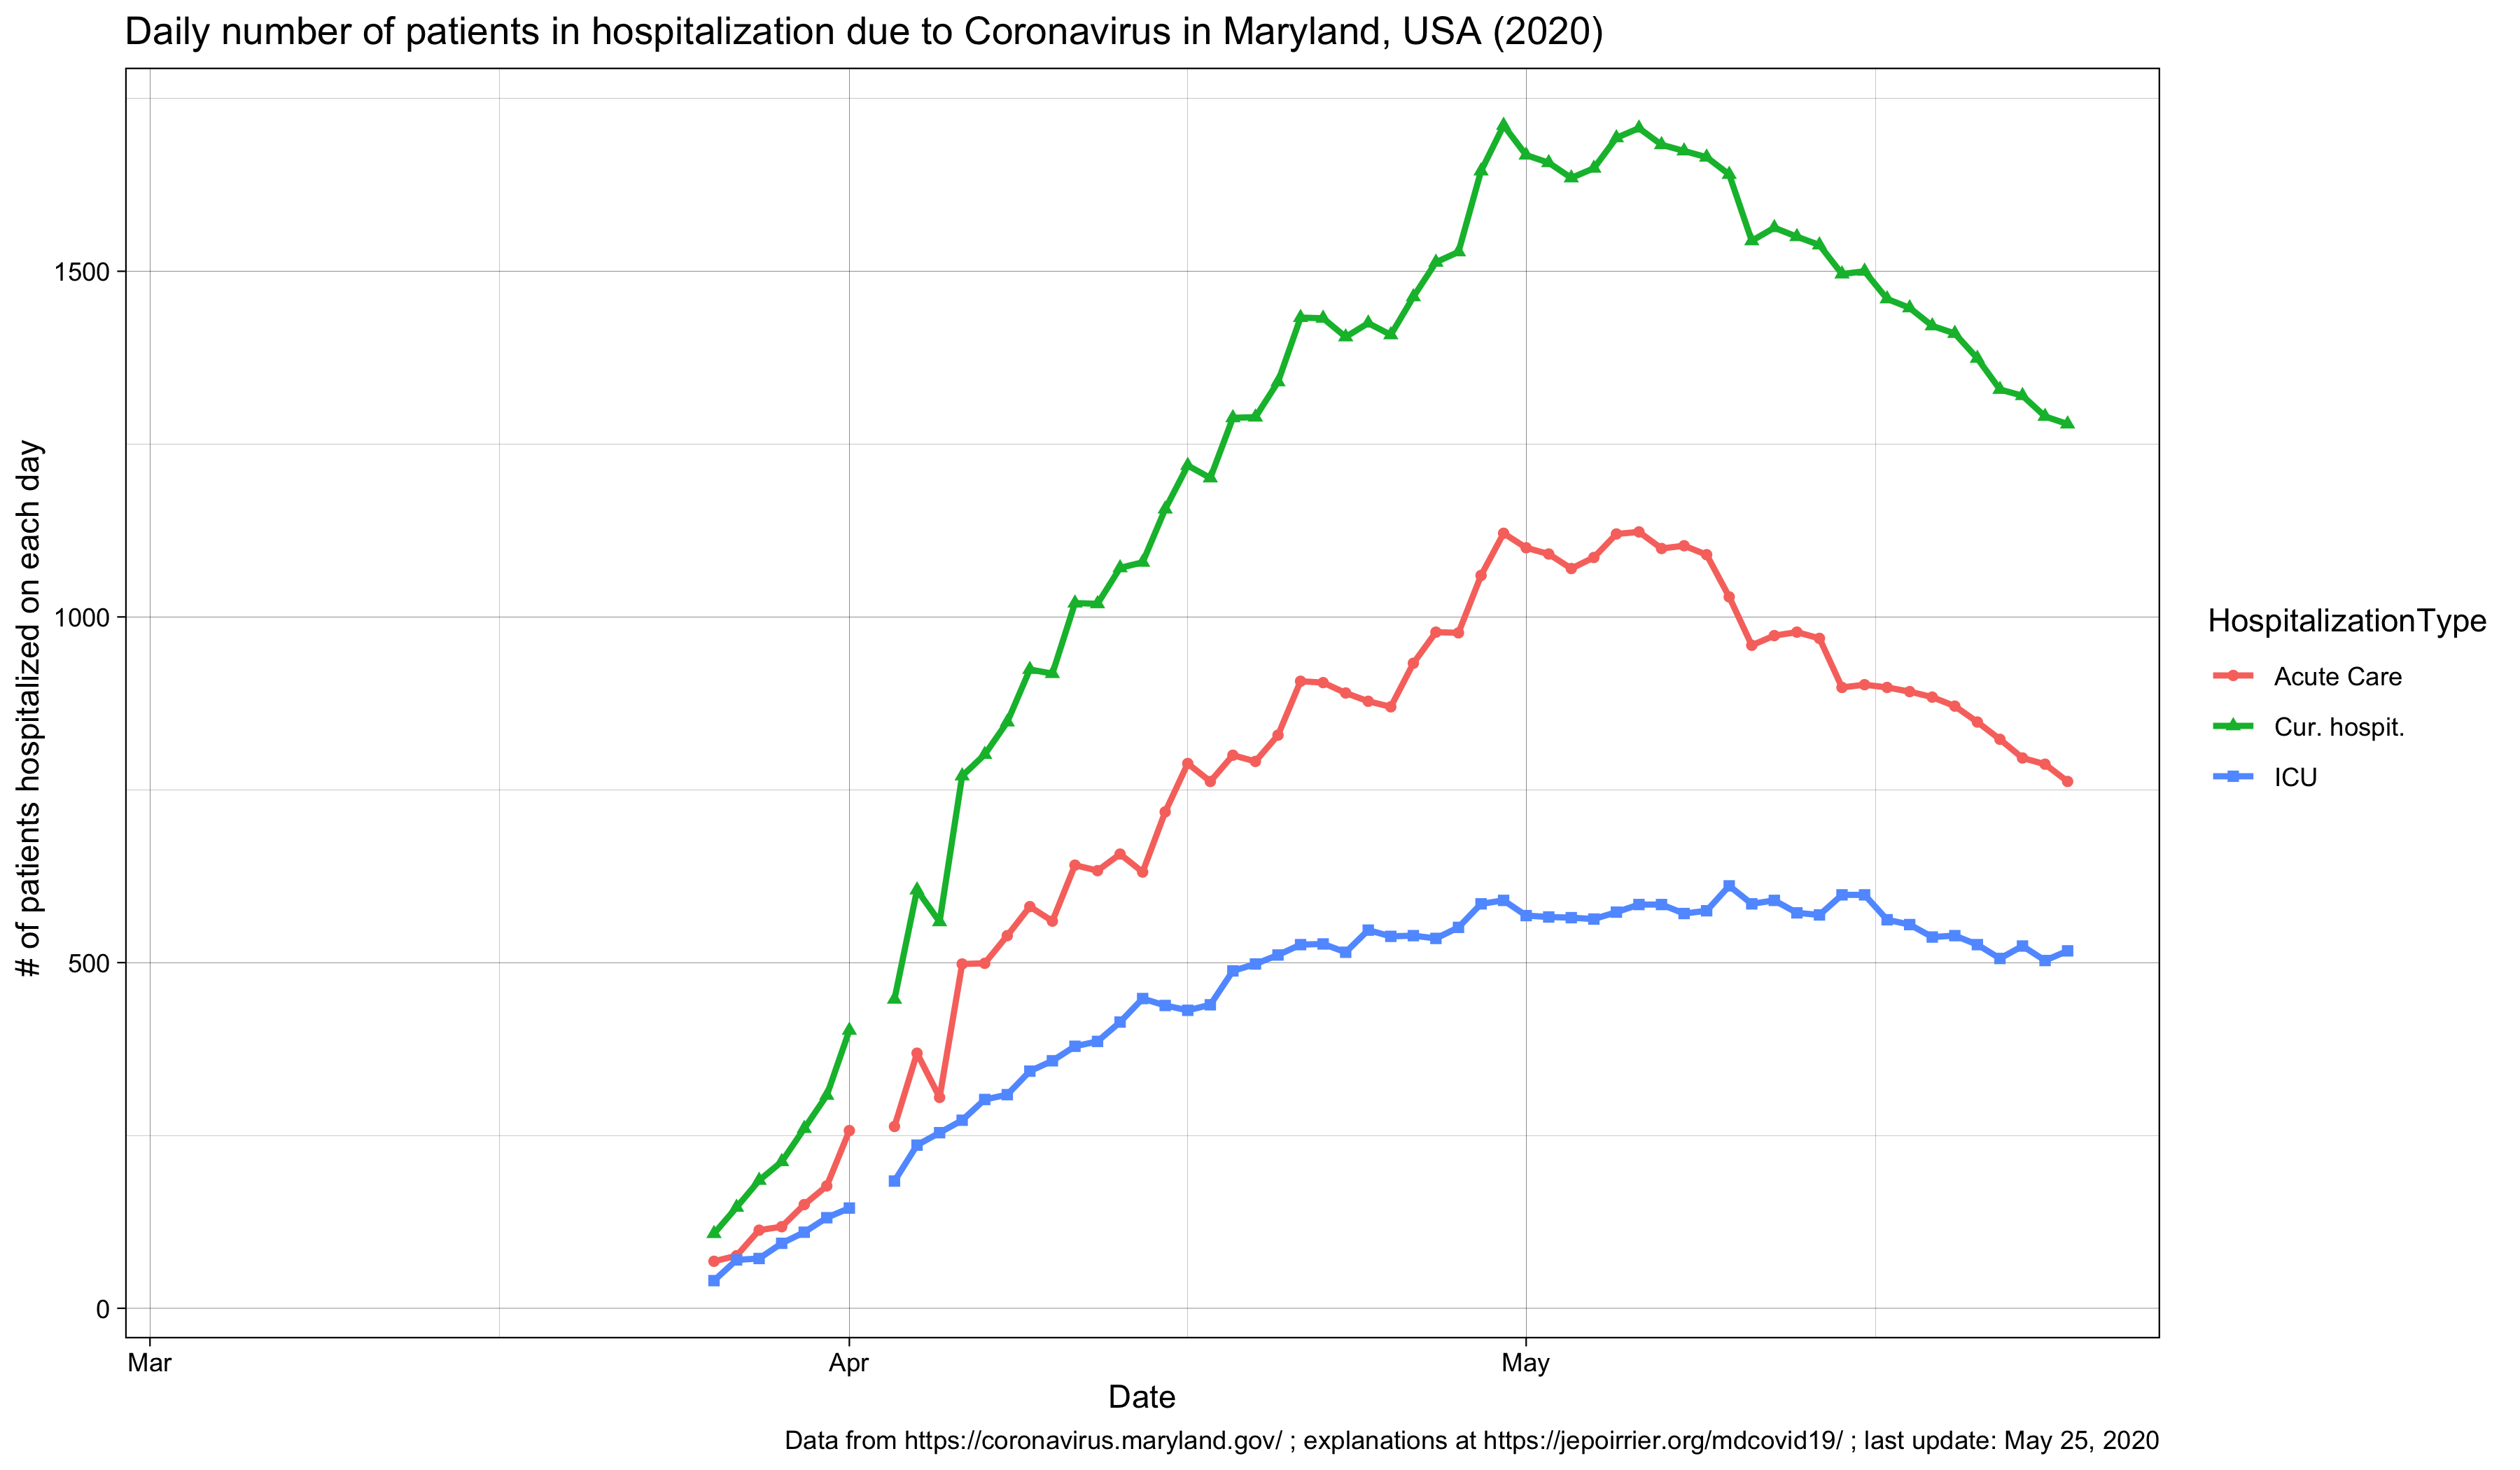 Daily number of patients in hospitalization due to Coronavirus in Maryland, USA (2020)
# of patients hospitalized on each day
1500
1000
500
0
Mar
Apr
May
Date
HospitalizationType
Acute Care
Cur. hospit.
ICU
Data from https://coronavirus.maryland.gov/ ; explanations at https://jepoirrier.org/mdcovid19/ ; last update: May 25, 2020